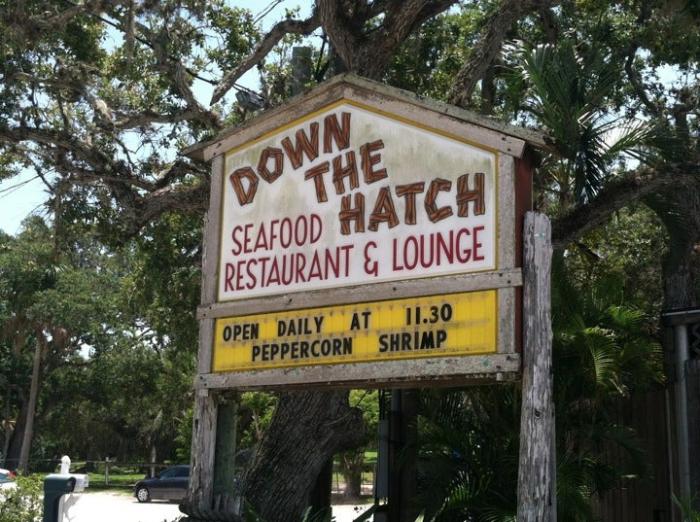 DOWN
THE
HATCH
SEAFOOD
RESTAURANT & LOUNGE
OPEN DAILY AT 11.30
PEPPERCORN SHRIMP